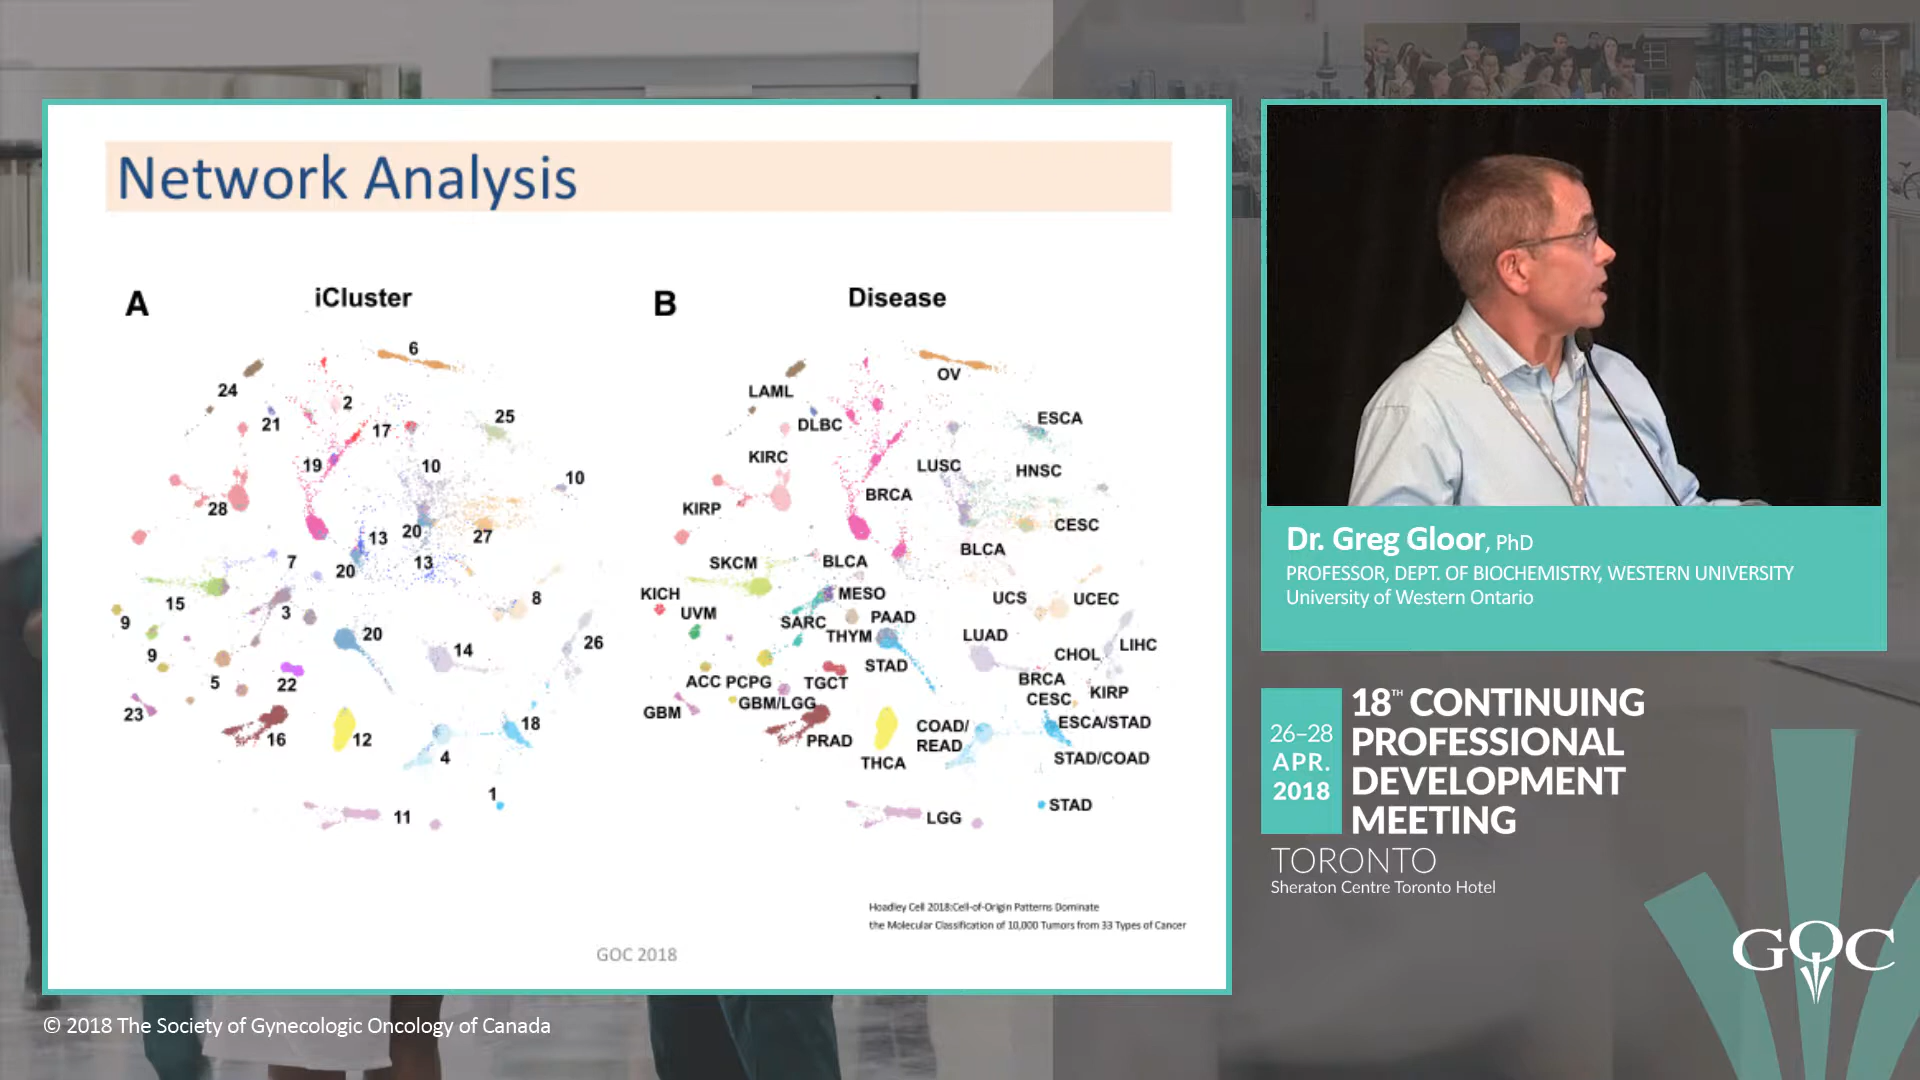 Network Analysis
A
iCluster
6
24
2
21
17
25
19
10
10
28
13
20
27
7
20
13
15
3
8
9
9
20
14
26
5
22
23
16
12
18
4
1
11
B
Disease
OV
LAML
DLBC
ESCA
KIRC
LUSC
HNSC
KIRP
BRCA
CESC
SKCM
BLCA
BLCA
KICH
MESO
UCS
UCEC
UVM
SARC
PAAD
THYM
LUAD
LIHC
STAD
CHOL
ACC PCPG
TGCT
BRCA
KIRP
GBM
GBM/LGG
CESC
PRAD
COAD/
READ
ESCA/STAD
THCA
STAD/COAD
STAD
LGG
Hoadley Cell 2018:Cell-of-Origin Patterns Dominate
the Molecular Classification of 10,000 Tumors from 33 Types of Cancer
GOC 2018
© 2018 The Society of Gynecologic Oncology of Canada
Dr. Greg Gloor, PhD
PROFESSOR, DEPT. OF BIOCHEMISTRY, WESTERN UNIVERSITY
University of Western Ontario
26–28
APR.
2018
18TH CONTINUING
PROFESSIONAL
DEVELOPMENT
MEETING
TORONTO
Sheraton Centre Toronto Hotel
GOC